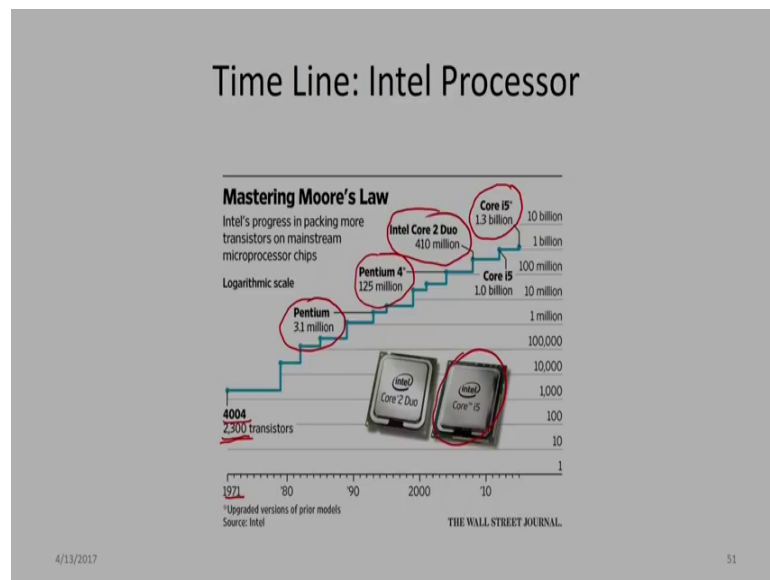 Time Line: Intel Processor
Mastering Moore's Law
Intel's progress in packing more
transistors on mainstream
microprocessor chips
Logarithmic scale
Core i5*
1.3 billion
Intel Core 2 Duo
410 million
Pentium 4*
125 million
Core i5
1.0 billion
Pentium
3.1 million
4004
2,300 transistors
10 billion
1 billion
100 million
10 million
1 million
100,000
10,000
1,000
100
10
1
intel
Core™2 Duo
intel
Core™ i5
1971 '80 '90 2000 '10
*Upgraded versions of prior models
Source: Intel
THE WALL STREET JOURNAL.
4/13/2017
51